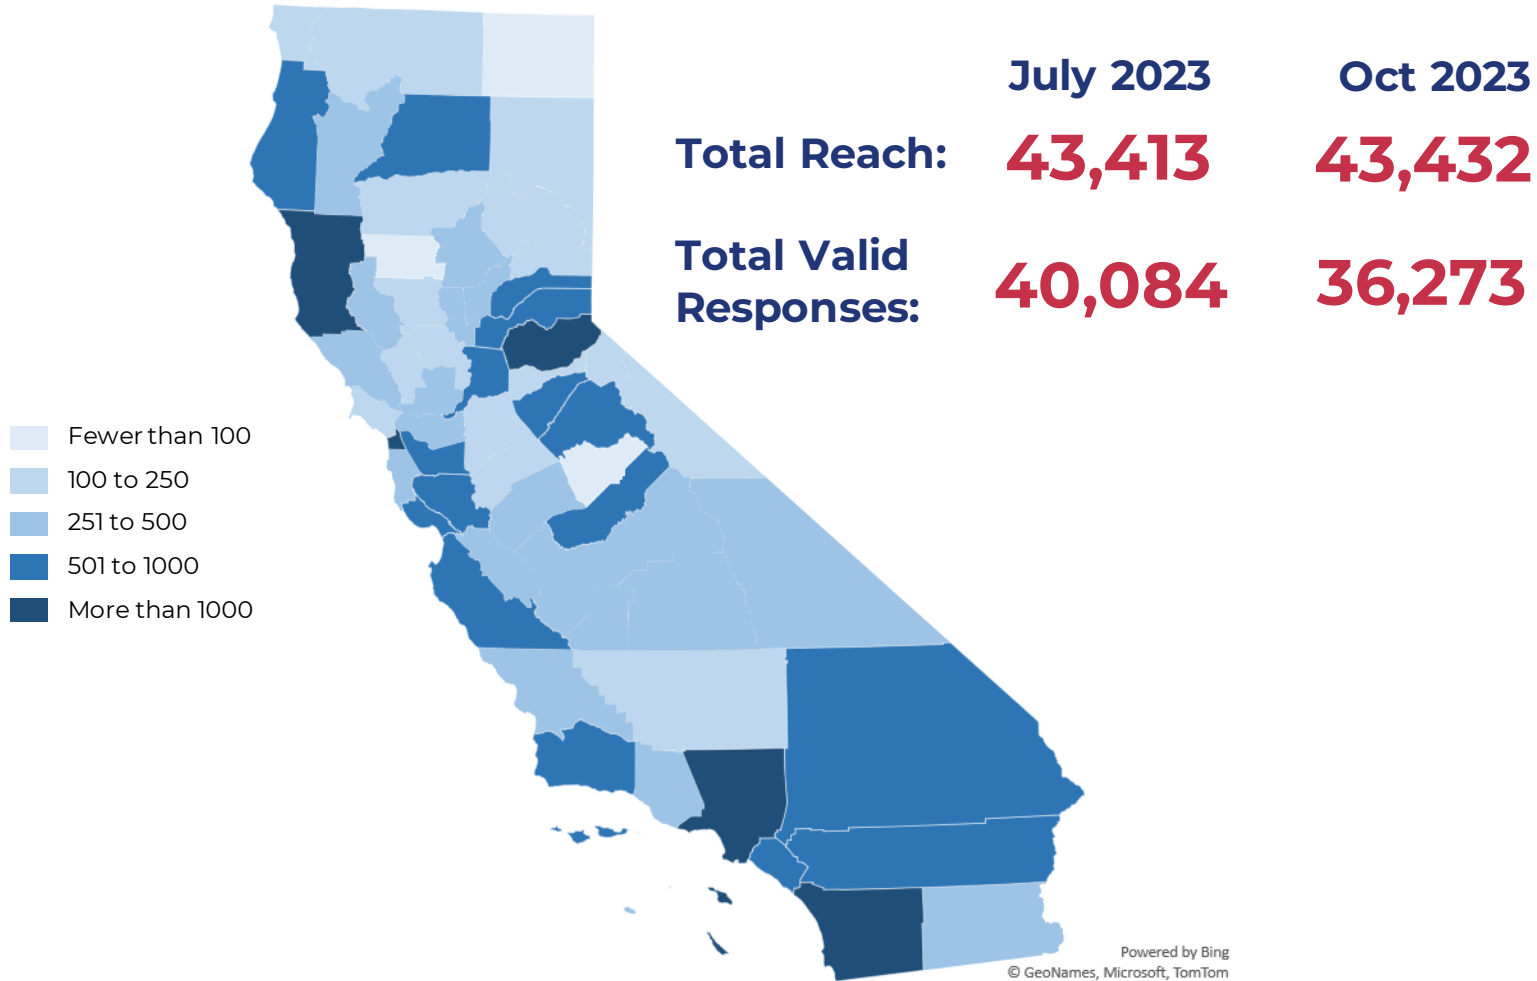 July 2023
Oct 2023
Total Reach:
43,413
43,432
Total Valid
Responses:
40,084
36,273
Fewer than 100
100 to 250
251 to 500
501 to 1000
More than 1000
Powered by Bing
© GeoNames, Microsoft, TomTom